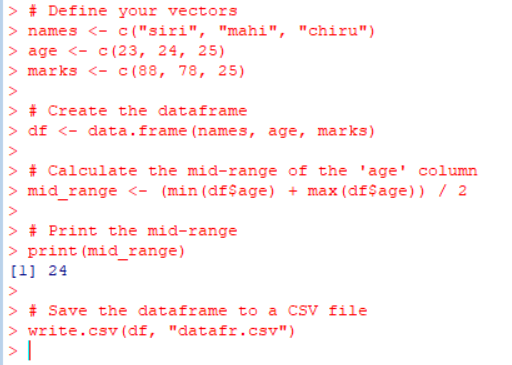 > # Define your vectors
> names <- c("siri", "mahi", "chiru")
> age <- c(23, 24, 25)
> marks <- c(88, 78, 25)
>
> # Create the dataframe
> df <- data.frame(names, age, marks)
>
> # Calculate the mid-range of the 'age' column
> mid_range <- (min(df$age) + max(df$age)) / 2
>
> # Print the mid-range
> print(mid_range)
[1] 24
>
> # Save the dataframe to a CSV file
> write.csv(df, "datafr.csv")
>